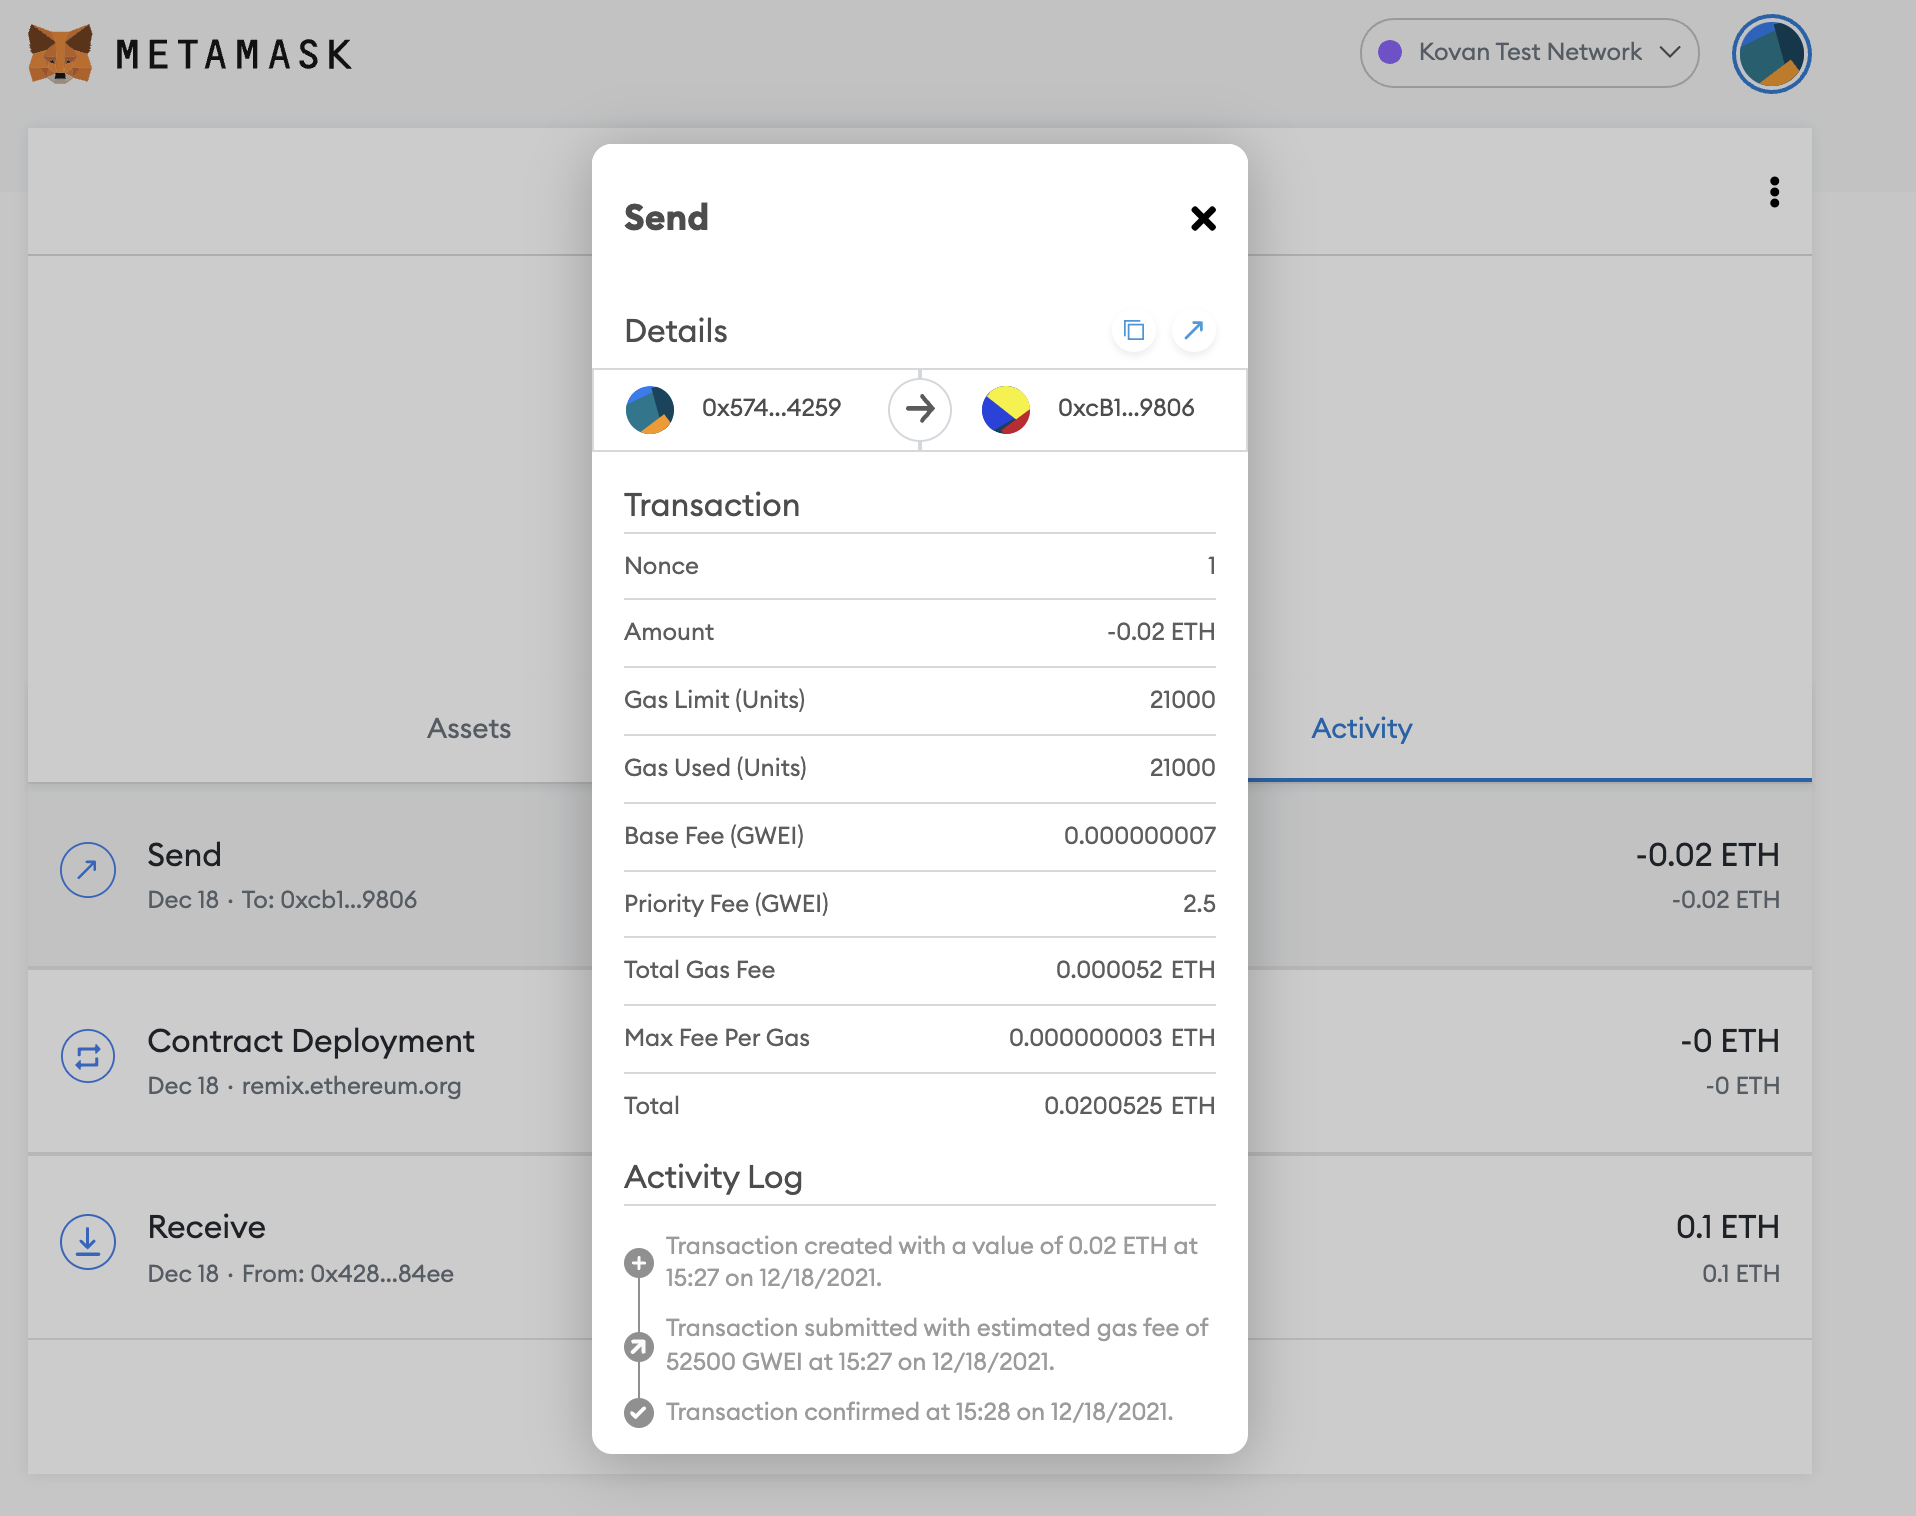 METAMASK
Kovan Test Network
Send
Details
0x574...4259
0xcB1...9806
Transaction
Nonce 1
Amount -0.02 ETH
Gas Limit (Units) 21000
Gas Used (Units) 21000
Base Fee (GWEI) 0.000000007
Priority Fee (GWEI) 2.5
Total Gas Fee 0.000052 ETH
Max Fee Per Gas 0.000000003 ETH
Total 0.0200525 ETH
Activity Log
Transaction created with a value of 0.02 ETH at
15:27 on 12/18/2021.
Transaction submitted with estimated gas fee of
52500 GWEI at 15:27 on 12/18/2021.
Transaction confirmed at 15:28 on 12/18/2021.
Assets
Activity
Send
-0.02 ETH
Dec 18 · To: 0xcb1...9806
-0.02 ETH
Contract Deployment
-0 ETH
Dec 18 · remix.ethereum.org
-0 ETH
Receive
0.1 ETH
Dec 18 · From: 0x428...84ee
0.1 ETH